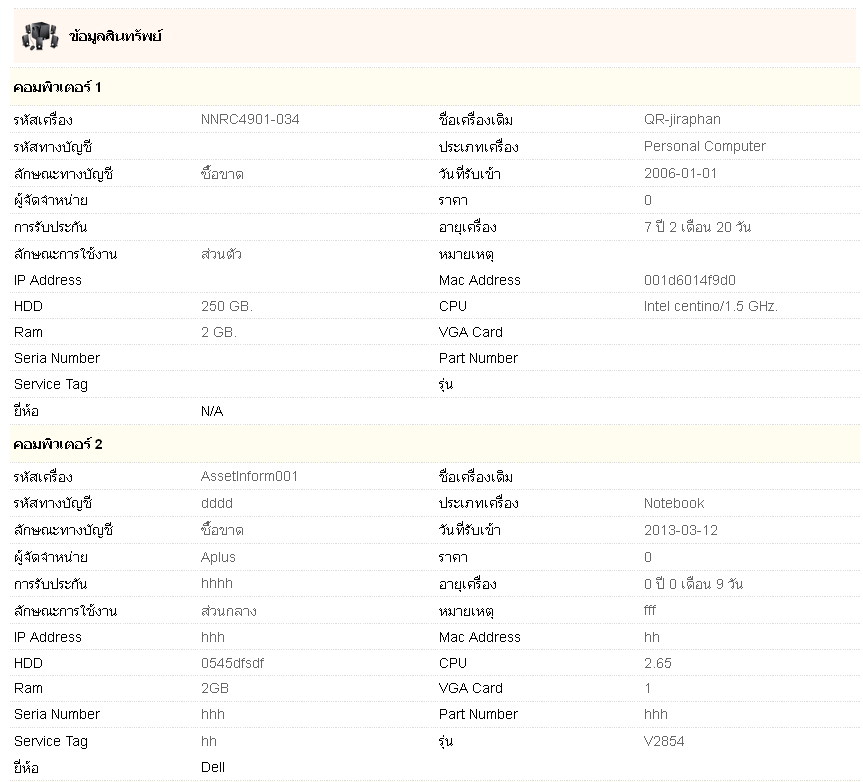 ข้อมูลสินทรัพย์
คอมพิวเตอร์ 1
รหัสเครื่อง NNRC4901-034 ชื่อเครื่องเดิม QR-jiraphan
รหัสทางบัญชี ประเภทเครื่อง Personal Computer
ลักษณะทางบัญชี ซื้อขาด วันที่รับเข้า 2006-01-01
ผู้จัดจำหน่าย ราคา 0
การรับประกัน อายุเครื่อง 7 ปี 2 เดือน 20 วัน
ลักษณะการใช้งาน ส่วนตัว หมายเหตุ
IP Address Mac Address 001d6014f9d0
HDD 250 GB. CPU Intel centino/1.5 GHz.
Ram 2 GB. VGA Card
Seria Number Part Number
Service Tag รุ่น
ยี่ห้อ N/A
คอมพิวเตอร์ 2
รหัสเครื่อง AssetInform001 ชื่อเครื่องเดิม
รหัสทางบัญชี dddd ประเภทเครื่อง Notebook
ลักษณะทางบัญชี ซื้อขาด วันที่รับเข้า 2013-03-12
ผู้จัดจำหน่าย Aplus ราคา 0
การรับประกัน hhhh อายุเครื่อง 0 ปี 0 เดือน 9 วัน
ลักษณะการใช้งาน ส่วนกลาง หมายเหตุ fff
IP Address hhh Mac Address hh
HDD 0545dfsdf CPU 2.65
Ram 2GB VGA Card 1
Seria Number hhh Part Number hhh
Service Tag hh รุ่น V2854
ยี่ห้อ Dell